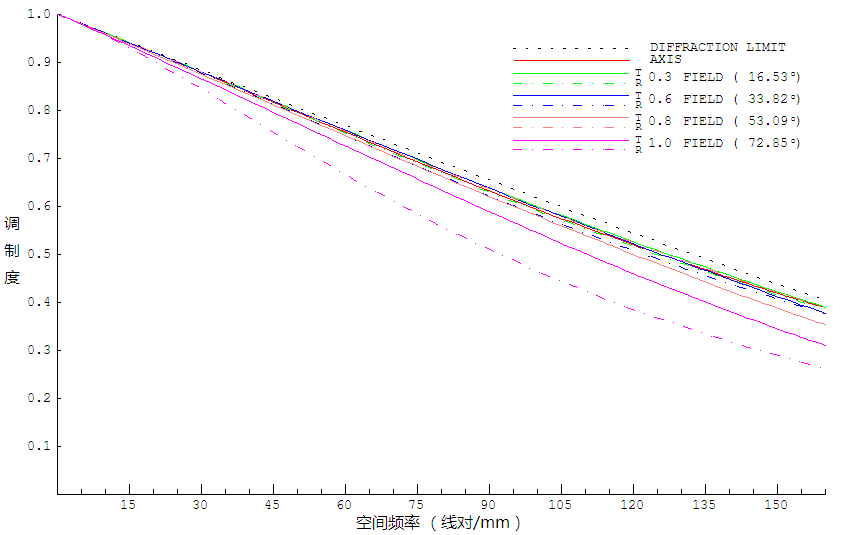 1.0
DIFFRACTION LIMIT
AXIS
0.9
T
R 0.3 FIELD ( 16.53°)
T
R 0.6 FIELD ( 33.82°)
0.8
T
R 0.8 FIELD ( 53.09°)
T
R 1.0 FIELD ( 72.85°)
0.7
0.6
调制度
0.5
0.4
0.3
0.2
0.1
15 30 45 60 75 90 105 120 135 150
空间频率 ( 线对/mm )